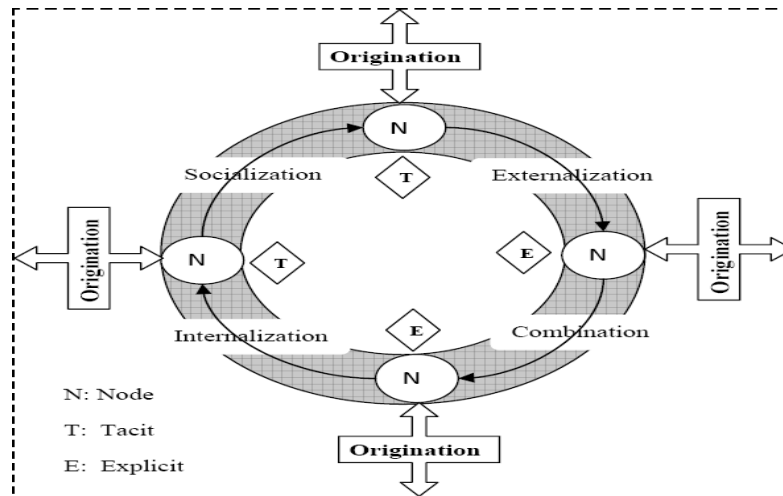 Origination
N
Socialization
T
Externalization
Origination
N
T
E
N
Origination
Internalization
E
Combination
N
N: Node
T: Tacit
E: Explicit
Origination